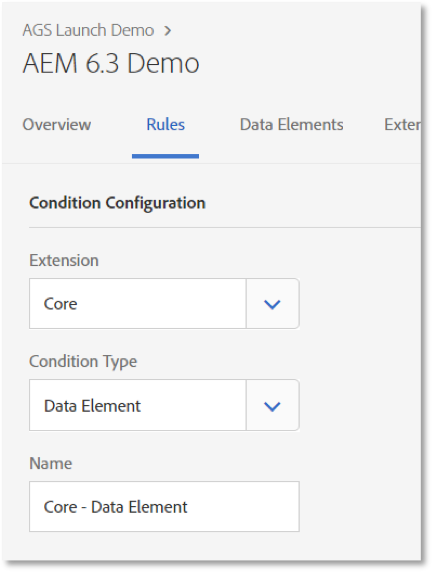 AGS Launch Demo >
AEM 6.3 Demo
Overview Rules Data Elements Exter
Condition Configuration
Extension
Core
Condition Type
Data Element
Name
Core - Data Element